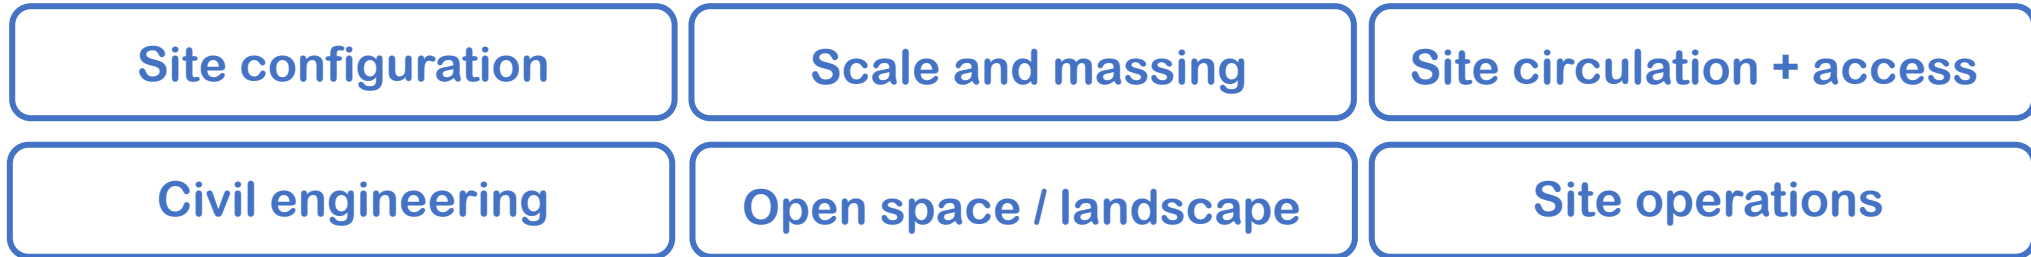 Site configuration
Scale and massing
Site circulation + access
Civil engineering
Open space / landscape
Site operations